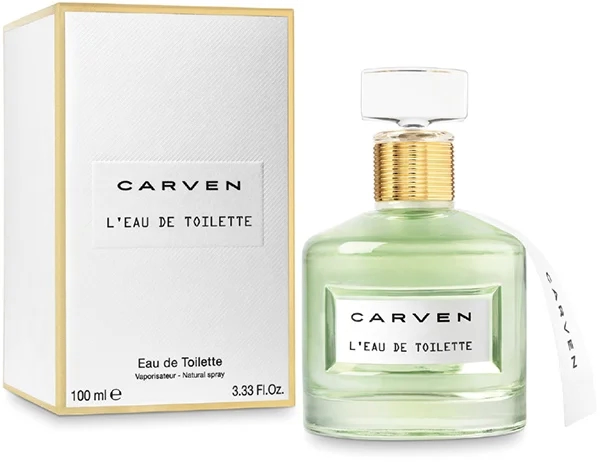 CARVEN
L'EAU DE TOILETTE
Eau de Toilette
Vaporisateur - Natural spray
100 ml ℮ 3.33 Fl.Oz.
CARVEN
L'EAU DE TOILETTE
CARVEN